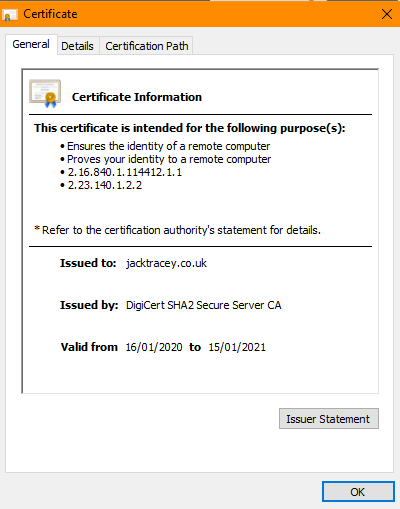 Certificate
General Details Certification Path
Certificate Information
This certificate is intended for the following purpose(s):
• Ensures the identity of a remote computer
• Proves your identity to a remote computer
• 2.16.840.1.114412.1.1
• 2.23.140.1.2.2
* Refer to the certification authority's statement for details.
Issued to: jacktracey.co.uk
Issued by: DigiCert SHA2 Secure Server CA
Valid from 16/01/2020 to 15/01/2021
Issuer Statement
OK